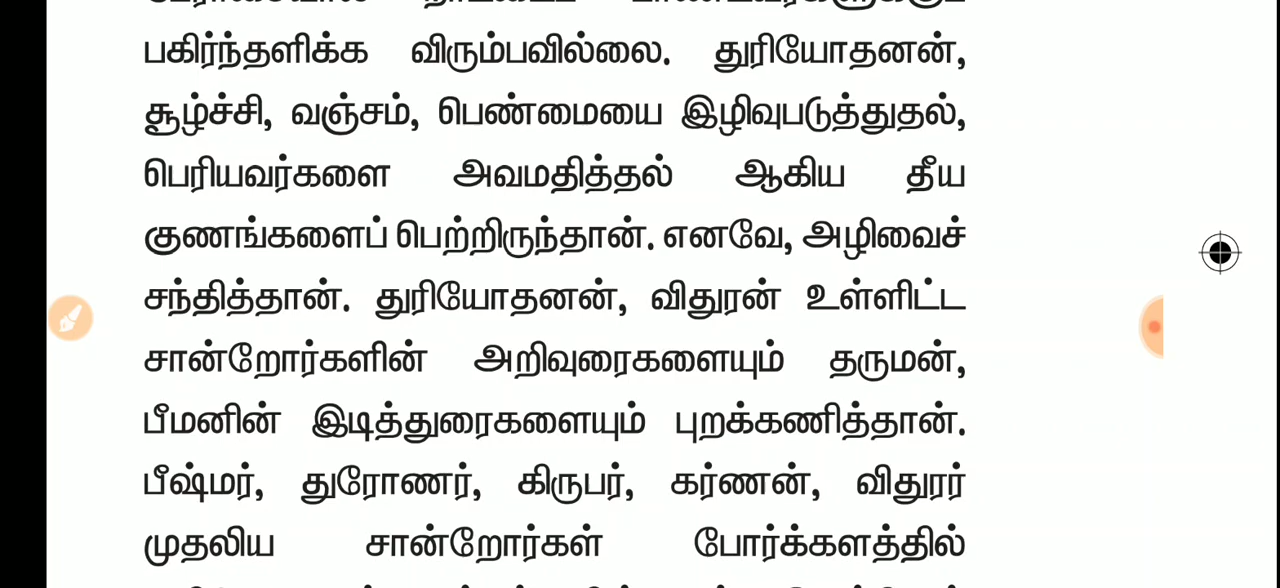 பகிர்ந்தளிக்க விரும்பவில்லை. துரியோதனன்,
சூழ்ச்சி, வஞ்சம், பெண்மையை இழிவுபடுத்துதல்,
பெரியவர்களை அவமதித்தல் ஆகிய தீய
குணங்களைப் பெற்றிருந்தான். எனவே, அழிவைச்
சந்தித்தான். துரியோதனன், விதுரன் உள்ளிட்ட
சான்றோர்களின் அறிவுரைகளையும் தருமன்,
பீமனின் இடித்துரைகளையும் புறக்கணித்தான்.
பீஷ்மர், துரோணர், கிருபர், கர்ணன், விதுரர்
முதலிய சான்றோர்கள் போர்க்களத்தில்